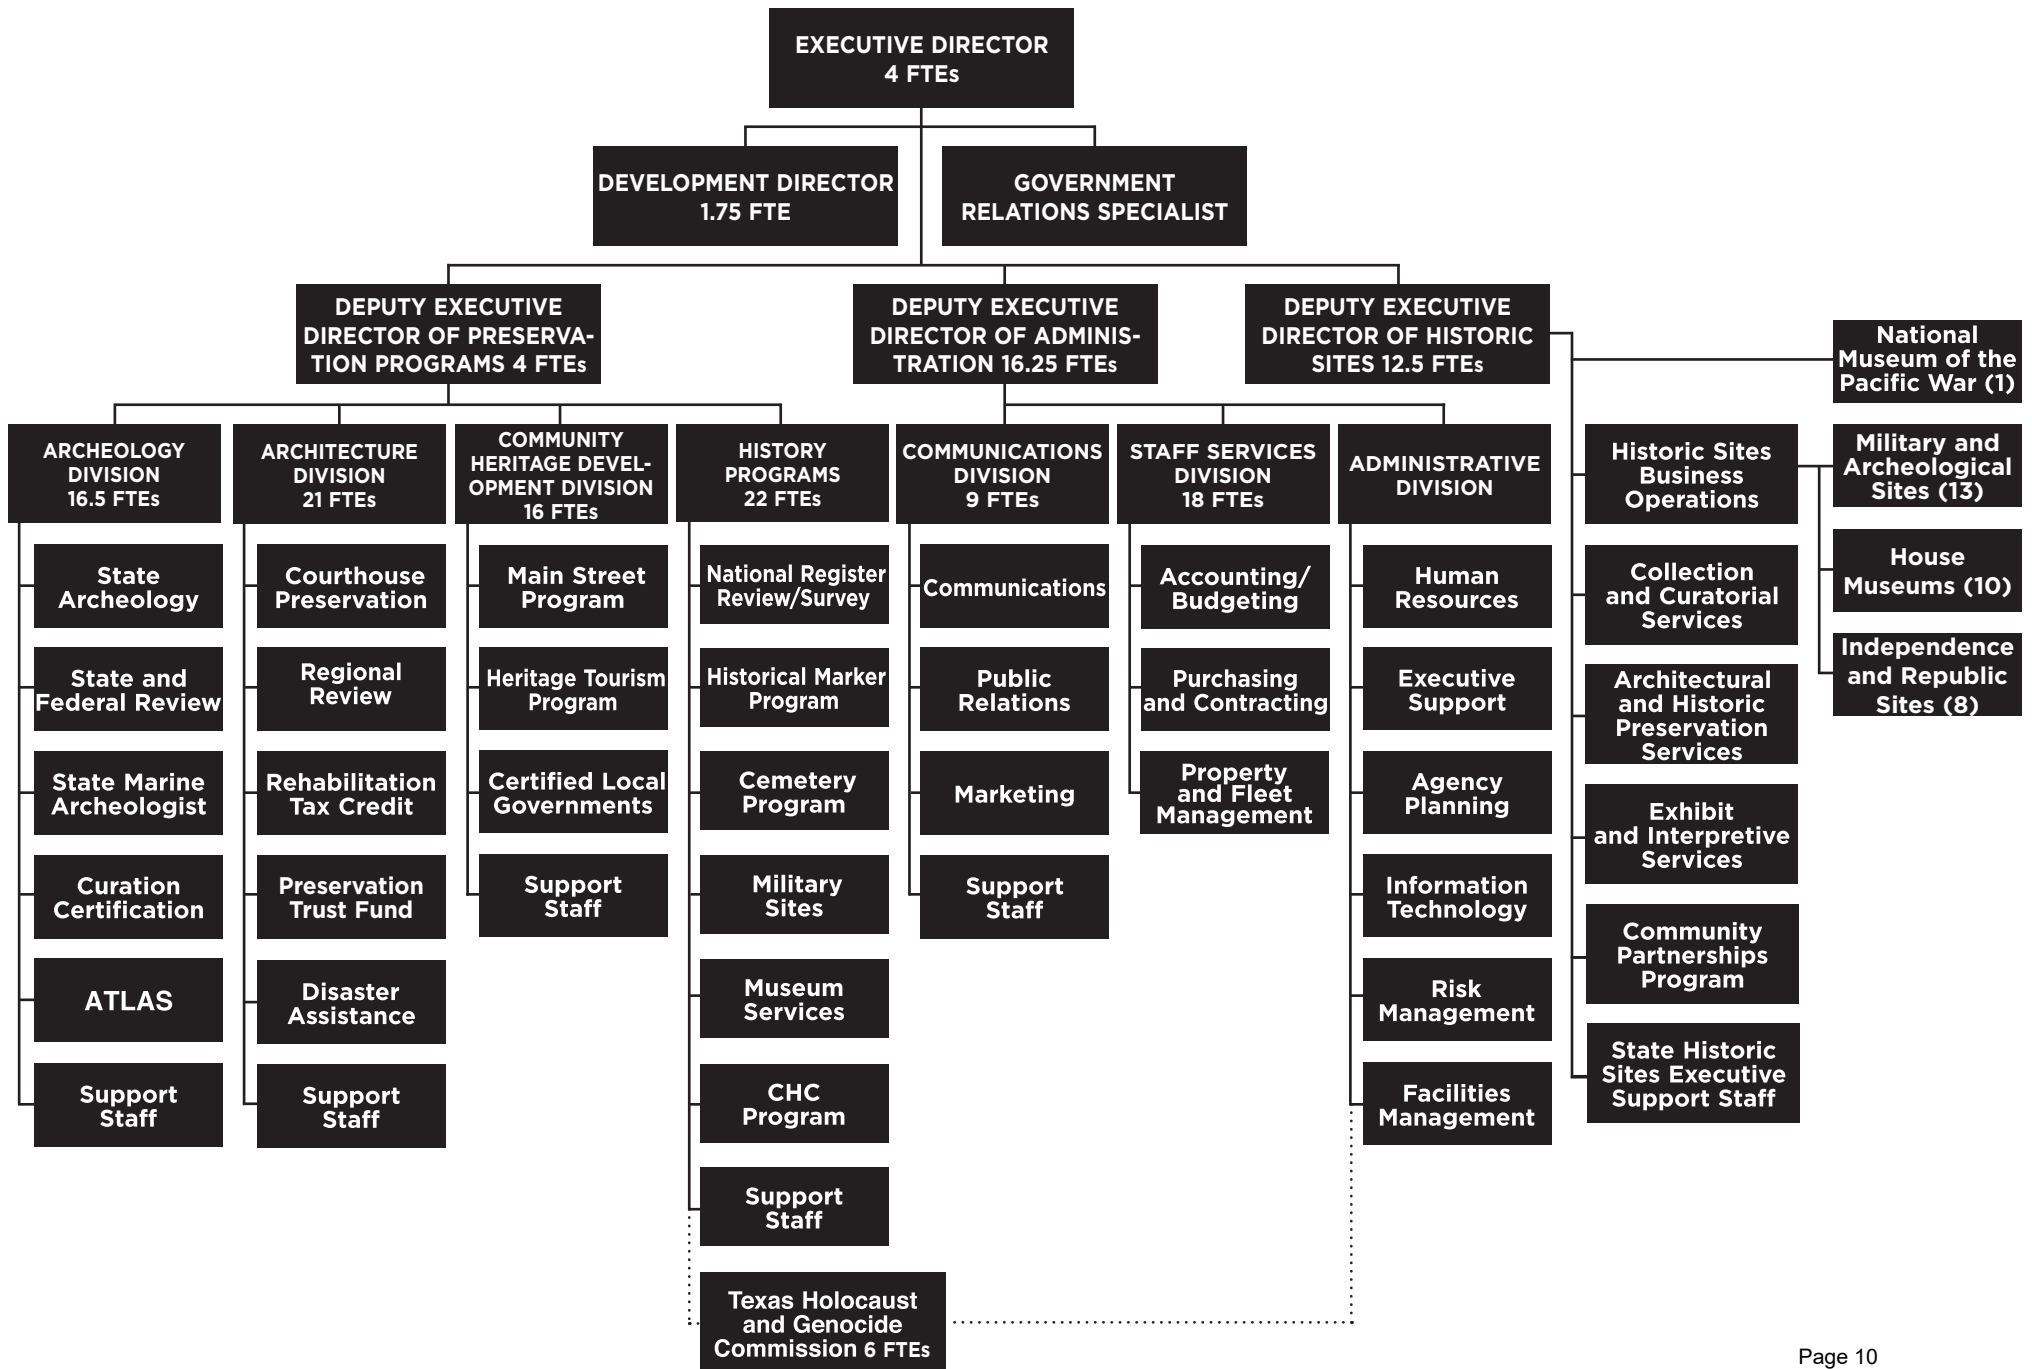 EXECUTIVE DIRECTOR
4 FTEs
DEVELOPMENT DIRECTOR
1.75 FTE
GOVERNMENT
RELATIONS SPECIALIST
DEPUTY EXECUTIVE
DIRECTOR OF PRESERVA-
TION PROGRAMS 4 FTEs
DEPUTY EXECUTIVE
DIRECTOR OF ADMINIS-
TRATION 16.25 FTEs
DEPUTY EXECUTIVE
DIRECTOR OF HISTORIC
SITES 12.5 FTEs
ARCHEOLOGY
DIVISION
16.5 FTEs
State
Archeology
State and
Federal Review
State Marine
Archeologist
Curation
Certification
ATLAS
Support
Staff
ARCHITECTURE
DIVISION
21 FTEs
Courthouse
Preservation
Regional
Review
Rehabilitation
Tax Credit
Preservation
Trust Fund
Disaster
Assistance
Support
Staff
COMMUNITY
HERITAGE DEVEL-
OPMENT DIVISION
16 FTEs
Main Street
Program
Heritage Tourism
Program
Certified Local
Governments
Support
Staff
HISTORY
PROGRAMS
22 FTEs
National Register
Review/Survey
Historical Marker
Program
Cemetery
Program
Military
Sites
Museum
Services
CHC
Program
Support
Staff
Texas Holocaust
and Genocide
Commission 6 FTEs
COMMUNICATIONS
DIVISION
9 FTEs
Communications
Public
Relations
Marketing
Support
Staff
STAFF SERVICES
DIVISION
18 FTEs
Accounting/
Budgeting
Purchasing
and Contracting
Property
and Fleet
Management
ADMINISTRATIVE
DIVISION
Human
Resources
Executive
Support
Agency
Planning
Information
Technology
Risk
Management
Facilities
Management
Historic Sites
Business
Operations
Collection
and Curatorial
Services
Architectural
and Historic
Preservation
Services
Exhibit
and Interpretive
Services
Community
Partnerships
Program
State Historic
Sites Executive
Support Staff
National
Museum of the
Pacific War (1)
Military and
Archeological
Sites (13)
House
Museums (10)
Independence
and Republic
Sites (8)
Page 10